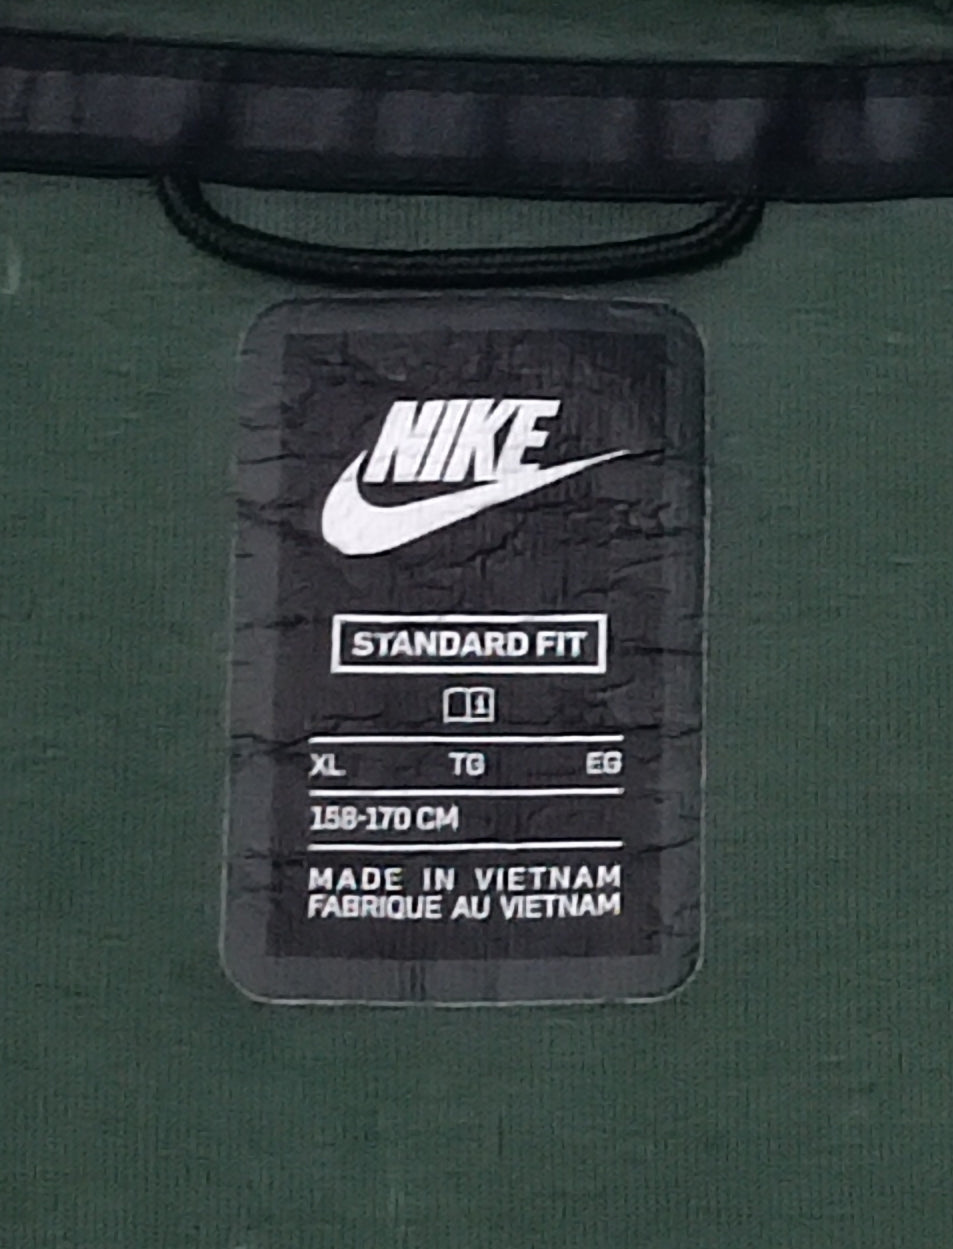 NIKE
STANDARD FIT
XL TG EG
158-170 CM
MADE IN VIETNAM
FABRIQUE AU VIETNAM